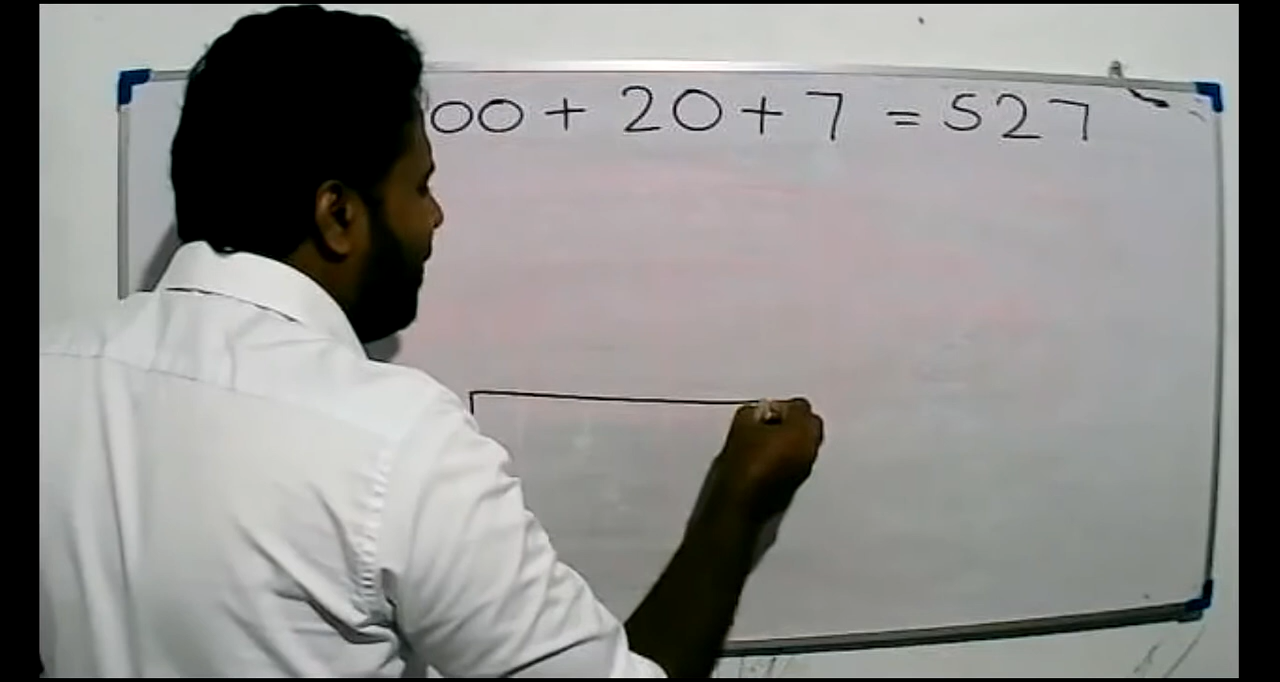 00 + 20 + 7 = 527